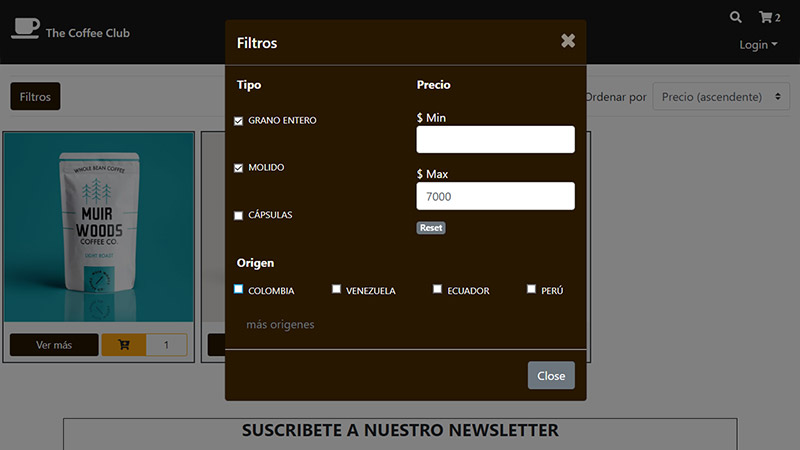 The Coffee Club
2
Login
Filtros
Ordenar por
Precio (ascendente)
Filtros
Tipo
GRANO ENTERO
MOLIDO
CÁPSULAS
Precio
$ Min
$ Max
7000
Reset
Origen
COLOMBIA
VENEZUELA
ECUADOR
PERÚ
más origenes
Close
WHOLE BEAN COFFEE
MUIR
WOODS
COFFEE CO.
LIGHT ROAST
Ver más
1
SUSCRIBETE A NUESTRO NEWSLETTER